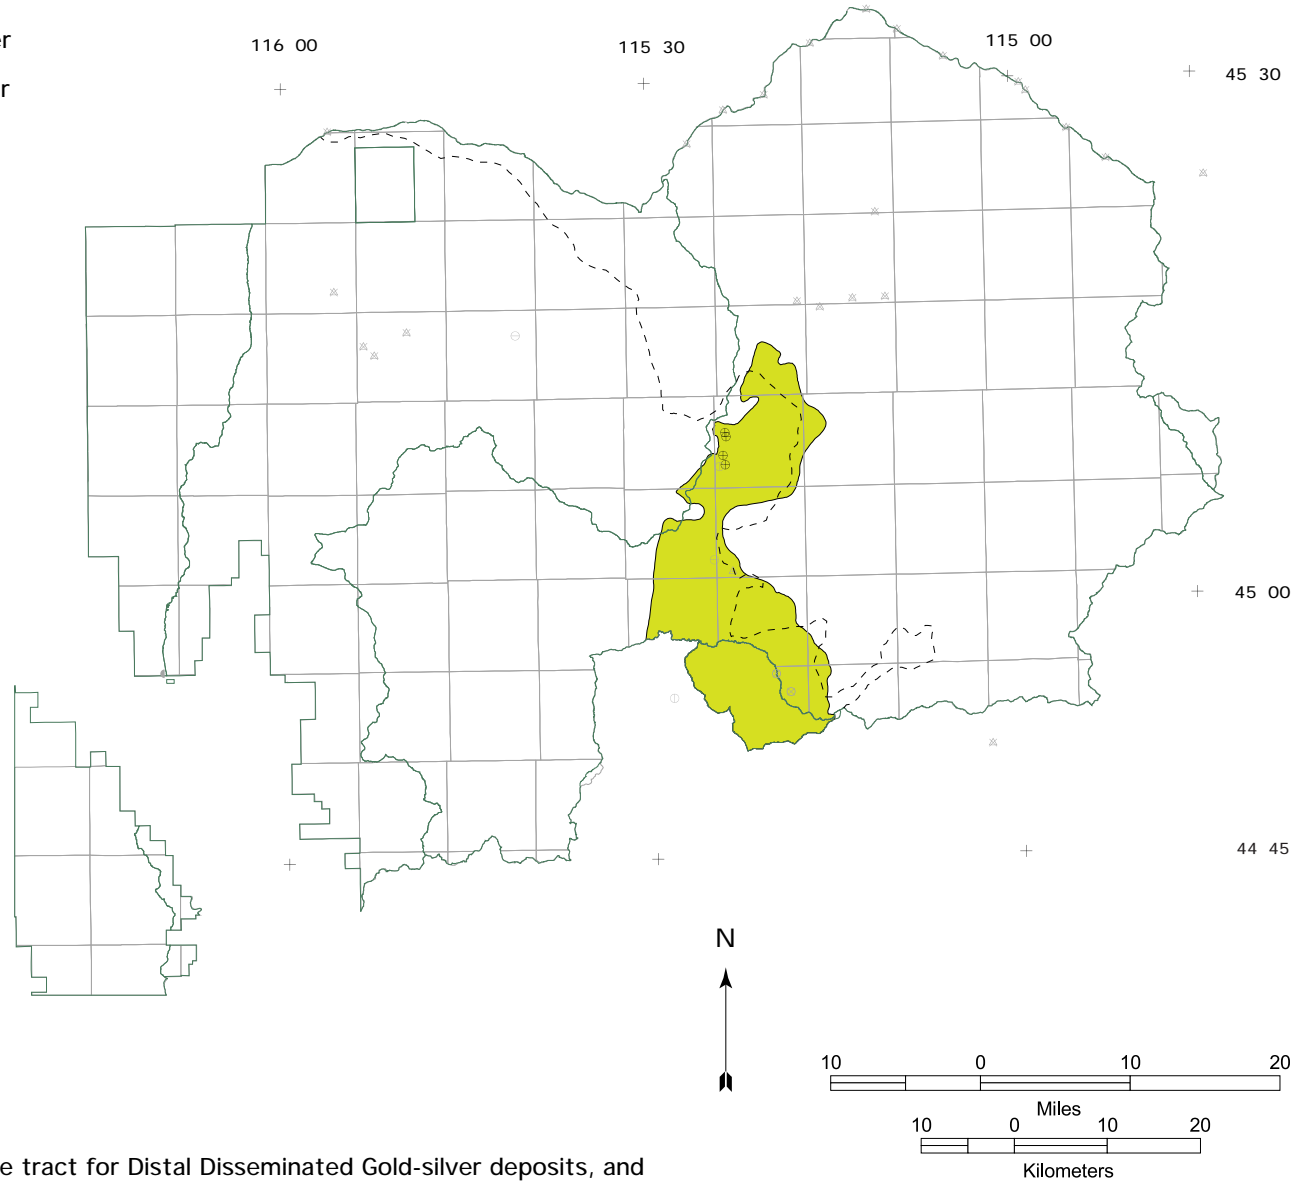 er
r
116 00
115 30
115 00
45 30
45 00
44 45
N
10 0 10 20
Miles
10 0 10 20
Kilometers
e tract for Distal Disseminated Gold-silver deposits, and